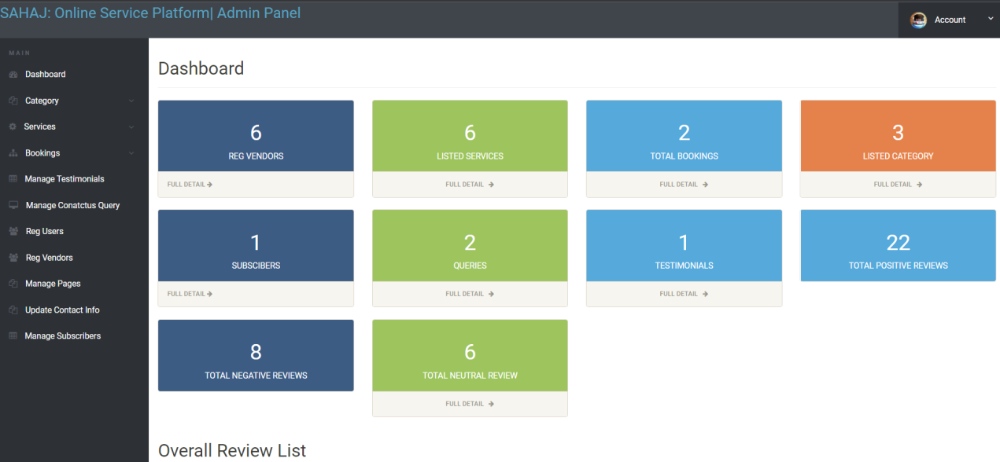 SAHAJ: Online Service Platform| Admin Panel
Account
MAIN
Dashboard
Category
Services
Bookings
Manage Testimonials
Manage Conatctus Query
Reg Users
Reg Vendors
Manage Pages
Update Contact Info
Manage Subscribers
Dashboard
6
REG VENDORS
FULL DETAIL
6
LISTED SERVICES
FULL DETAIL
2
TOTAL BOOKINGS
FULL DETAIL
3
LISTED CATEGORY
FULL DETAIL
1
SUBSCIBERS
FULL DETAIL
2
QUERIES
FULL DETAIL
1
TESTIMONIALS
FULL DETAIL
22
TOTAL POSITIVE REVIEWS
8
TOTAL NEGATIVE REVIEWS
6
TOTAL NEUTRAL REVIEW
FULL DETAIL
Overall Review List